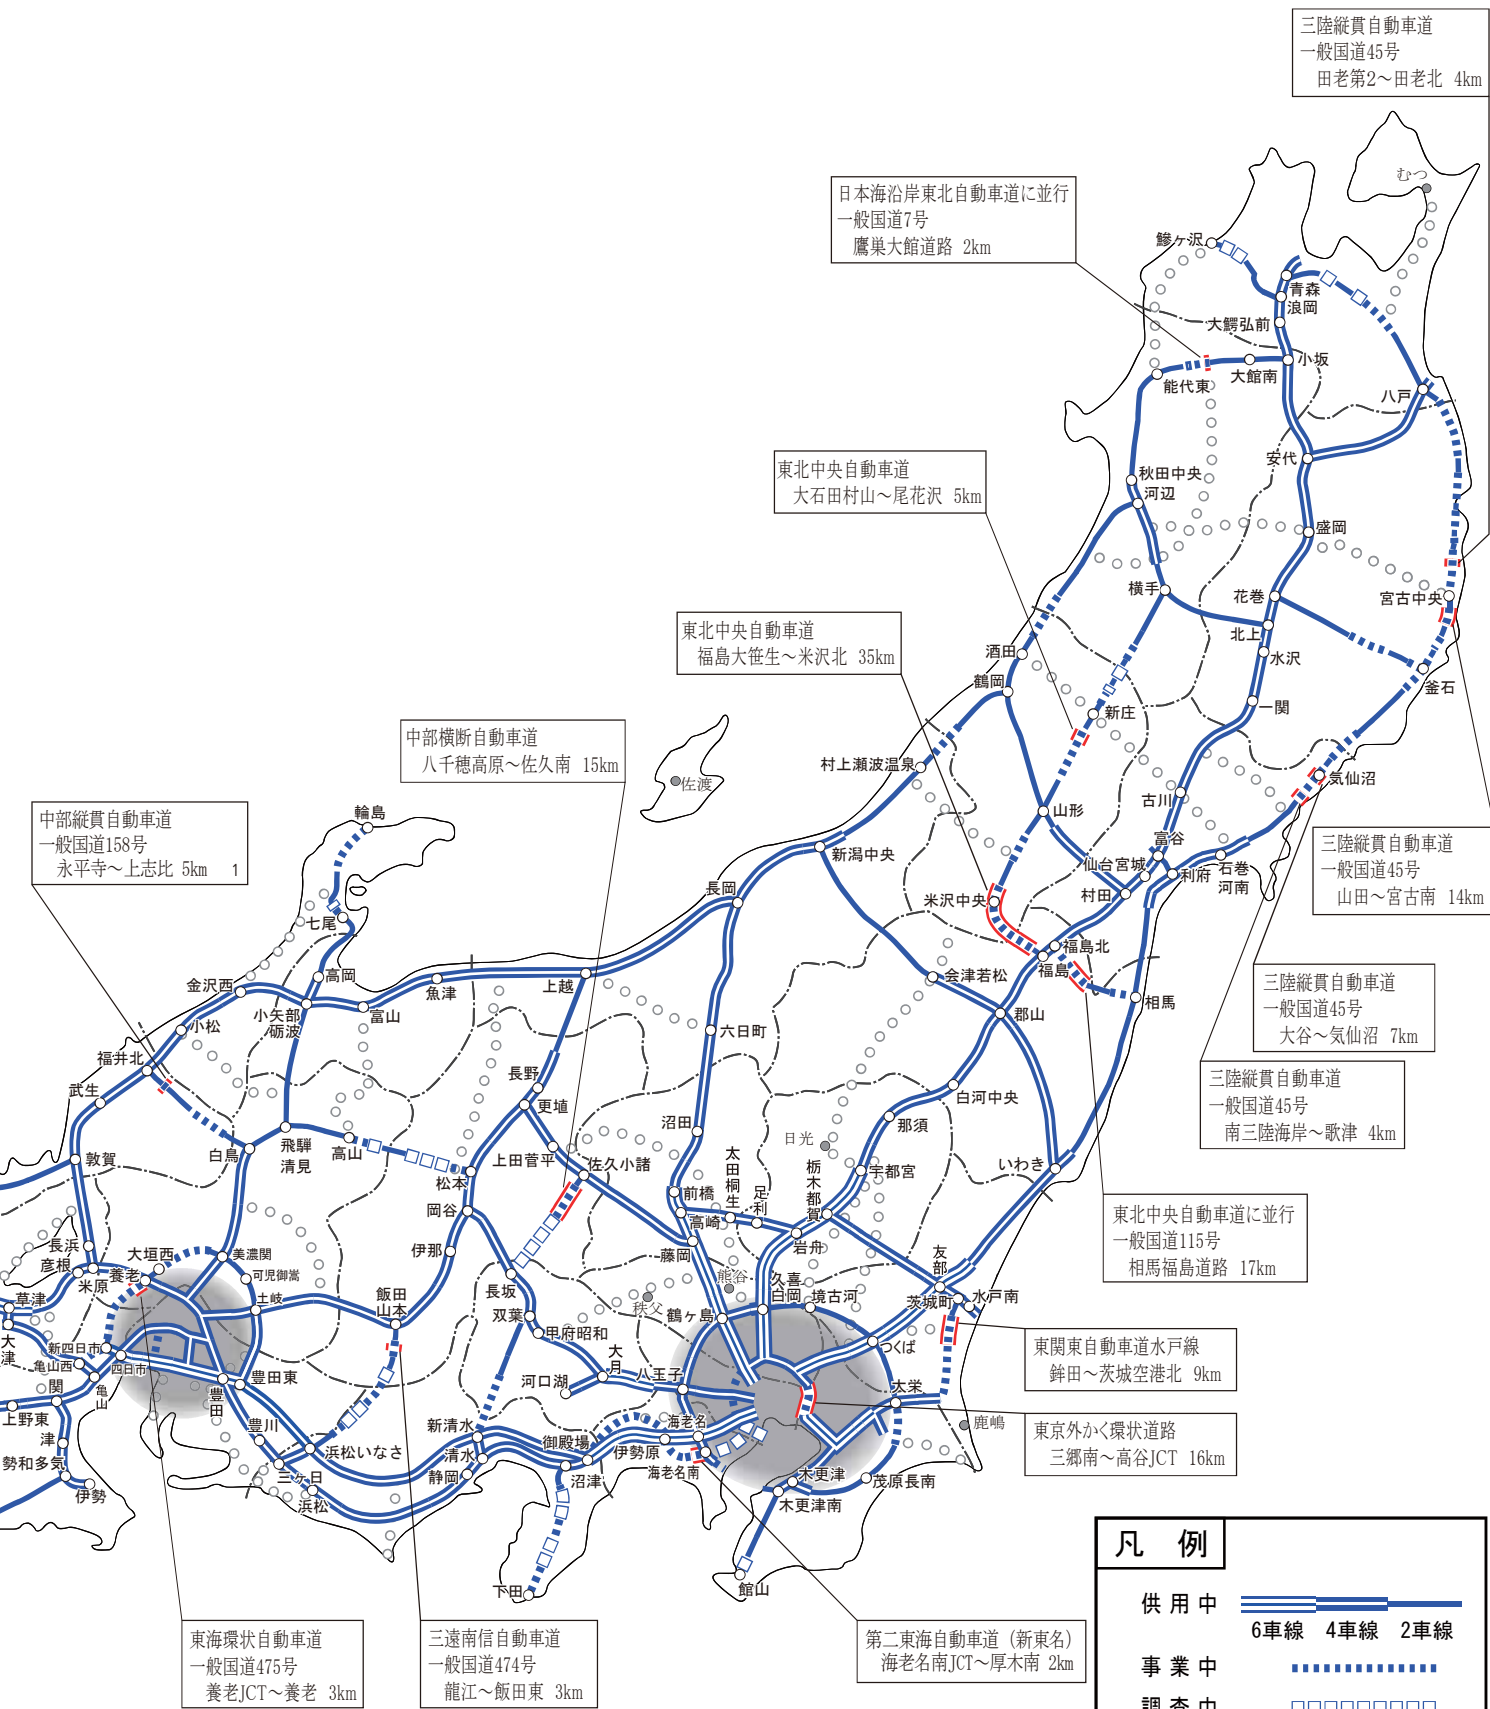 三陸縦貫自動車道
一般国道45号
田老第2～田老北 4km
日本海沿岸東北自動車道に並行
一般国道7号
鷹巣大館道路 2km
東北中央自動車道
大石田村山～尾花沢 5km
東北中央自動車道
福島大笹生～米沢北 35km
中部横断自動車道
八千穂高原～佐久南 15km
中部縦貫自動車道
一般国道158号
永平寺～上志比 5km 1
三陸縦貫自動車道
一般国道45号
山田～宮古南 14km
三陸縦貫自動車道
一般国道45号
大谷～気仙沼 7km
三陸縦貫自動車道
一般国道45号
南三陸海岸～歌津 4km
東北中央自動車道に並行
一般国道115号
相馬福島道路 17km
東関東自動車道水戸線
鉾田～茨城空港北 9km
東京外かく環状道路
三郷南～高谷JCT 16km
第二東海自動車道（新東名）
海老名南JCT～厚木南 2km
三遠南信自動車道
一般国道474号
龍江～飯田東 3km
東海環状自動車道
一般国道475号
養老JCT～養老 3km
むつ
鰺ヶ沢
青森
浪岡
大鰐弘前
小坂
大館南
能代東
八戸
安代
秋田中央
河辺
盛岡
横手
花巻
宮古中央
北上
水沢
釜石
酒田
鶴岡
新庄
一関
村上瀬波温泉
気仙沼
佐渡
山形
古川
富谷
仙台宮城
利府
石巻
河南
村田
新潟中央
長岡
米沢中央
福島北
福島
会津若松
相馬
郡山
輪島
七尾
高岡
金沢西
小松
小矢部
砺波
富山
魚津
上越
六日町
福井北
武生
長野
更埴
白河中央
那須
沼田
日光
いわき
敦賀
白鳥
飛騨
清見
高山
松本
上田菅平
佐久小諸
太田桐生
足利
栃木都賀
宇都宮
前橋
高崎
岩舟
岡谷
伊那
藤岡
長浜
彦根
米原
大垣西
養老
美濃関
可児御嵩
土岐
飯田
山本
長坂
双葉
甲府昭和
熊谷
秩父
久喜
白岡
境古河
友部
茨城町
水戸南
鶴ヶ島
つくば
草津
大津
新四日市
亀山西
四日市
関
亀山
上野東
津
勢和多気
伊勢
豊田
豊田東
豊川
浜松いなさ
三ヶ日
浜松
河口湖
大月
八王子
新清水
清水
静岡
御殿場
沼津
伊勢原
海老名
海老名南
大栄
鹿嶋
木更津
茂原長南
木更津南
館山
下田
凡 例
供用中
6車線 4車線 2車線
事業中
調査中